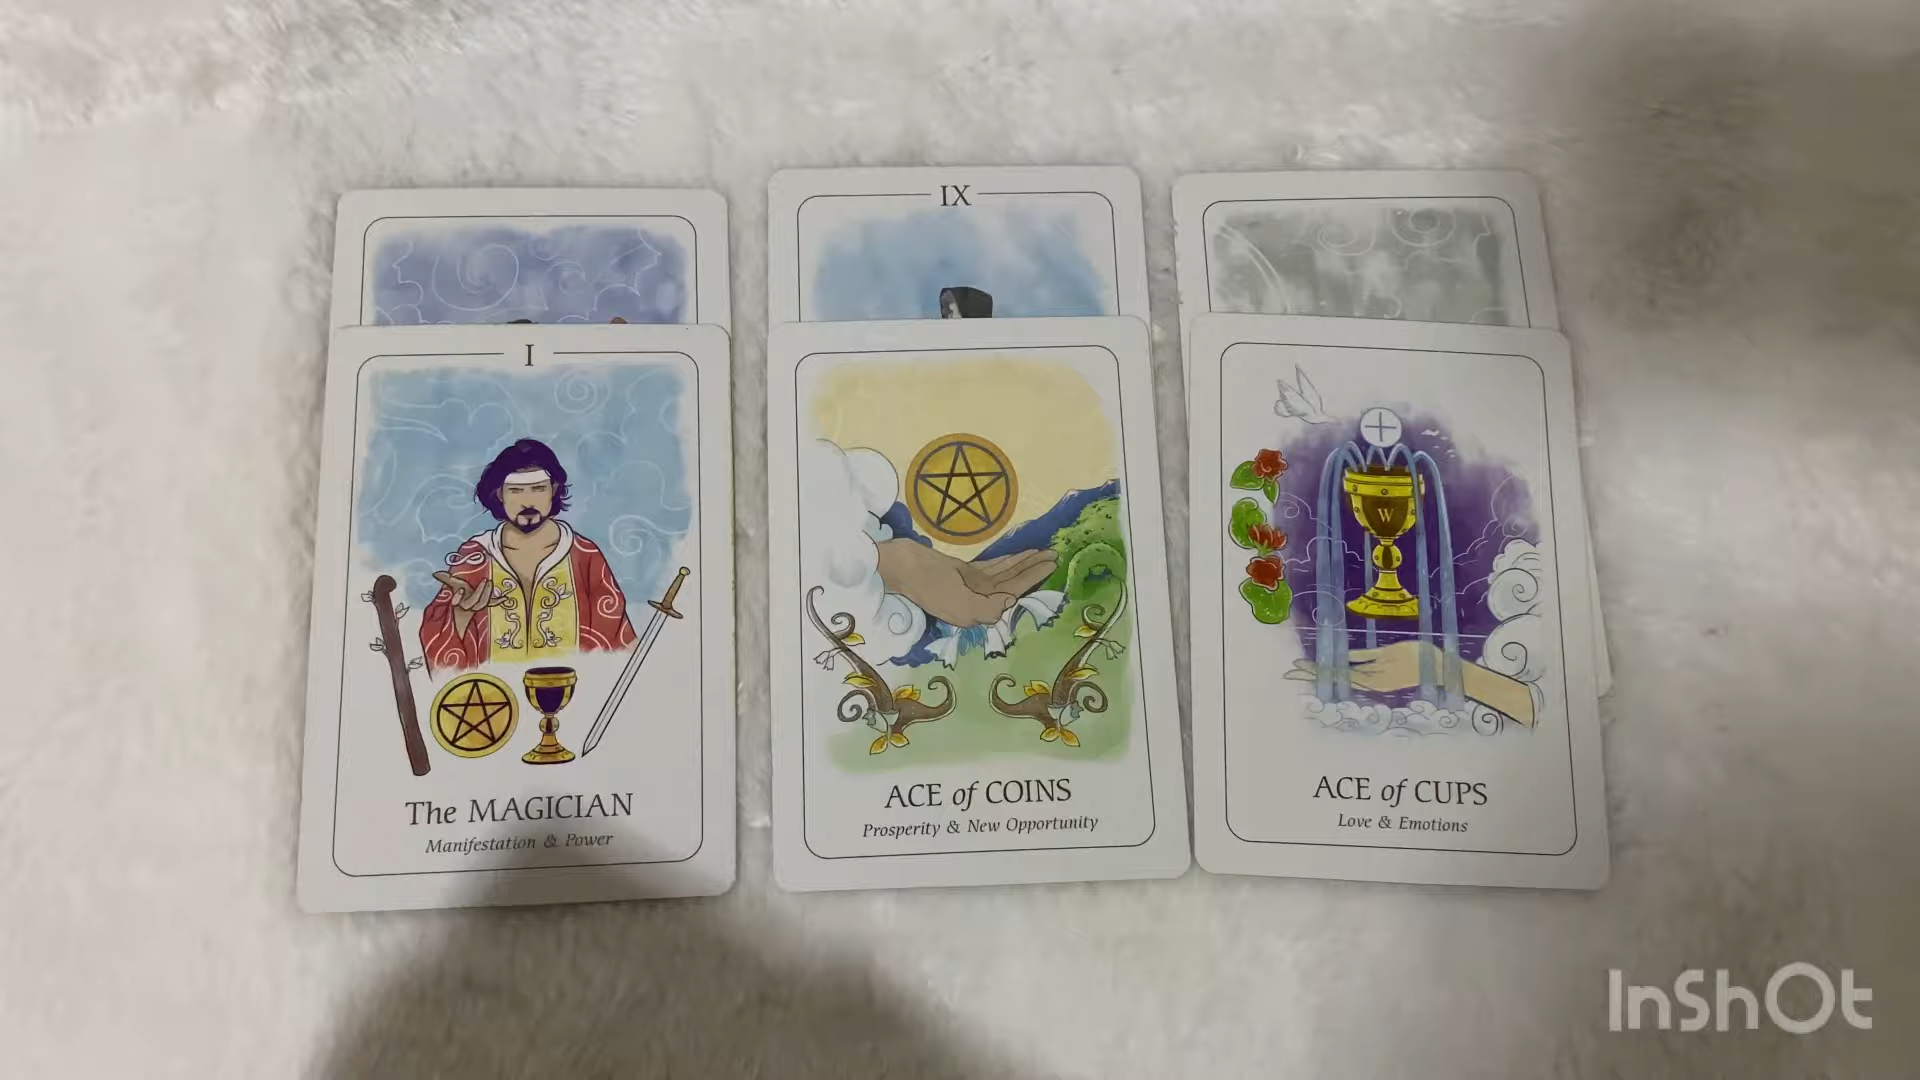 IX
I
W
The MAGICIAN
Manifestation & Power
ACE of COINS
Prosperity & New Opportunity
ACE of CUPS
Love & Emotions
InShOt